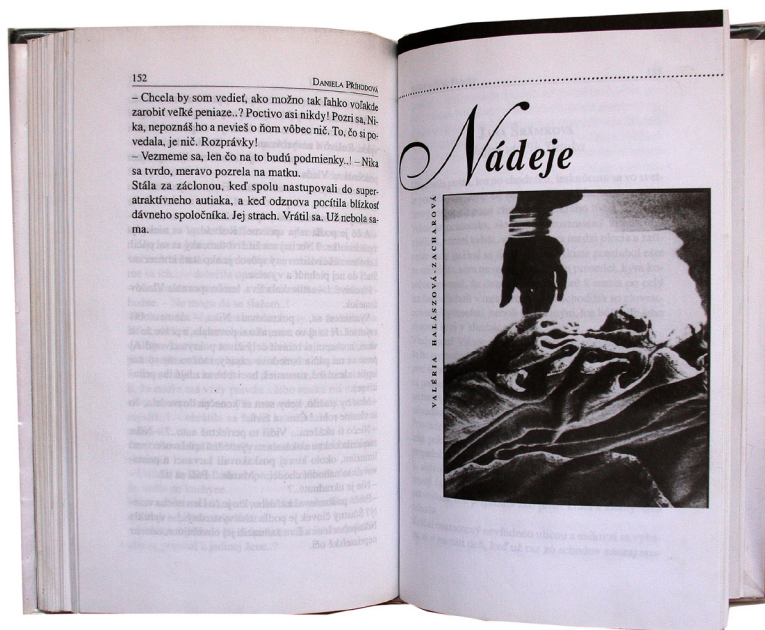 152
DANIELA PŘÍHODOVÁ
– Chcela by som vedieť, ako možno tak ľahko voľakde
zarobiť veľké peniaze..? Poctivo asi nikdy! Pozri sa, Ni-
ka, nepoznáš ho a nevieš o ňom vôbec nič. To, čo si po-
vedala, je nič. Rozprávky!
– Vezmeme sa, len čo na to budú podmienky..! – Nika
sa tvrdo, meravo pozrela na matku.
Stála za záclonou, keď spolu nastupovali do super-
atraktívneho autiaka, a keď odznova pocítila blízkosť
dávneho spoločníka. Jej strach. Vrátil sa. Už nebola sa-
ma.
Nádeje
VALÉRIA HALÁSZOVÁ-ZACHAROVÁ